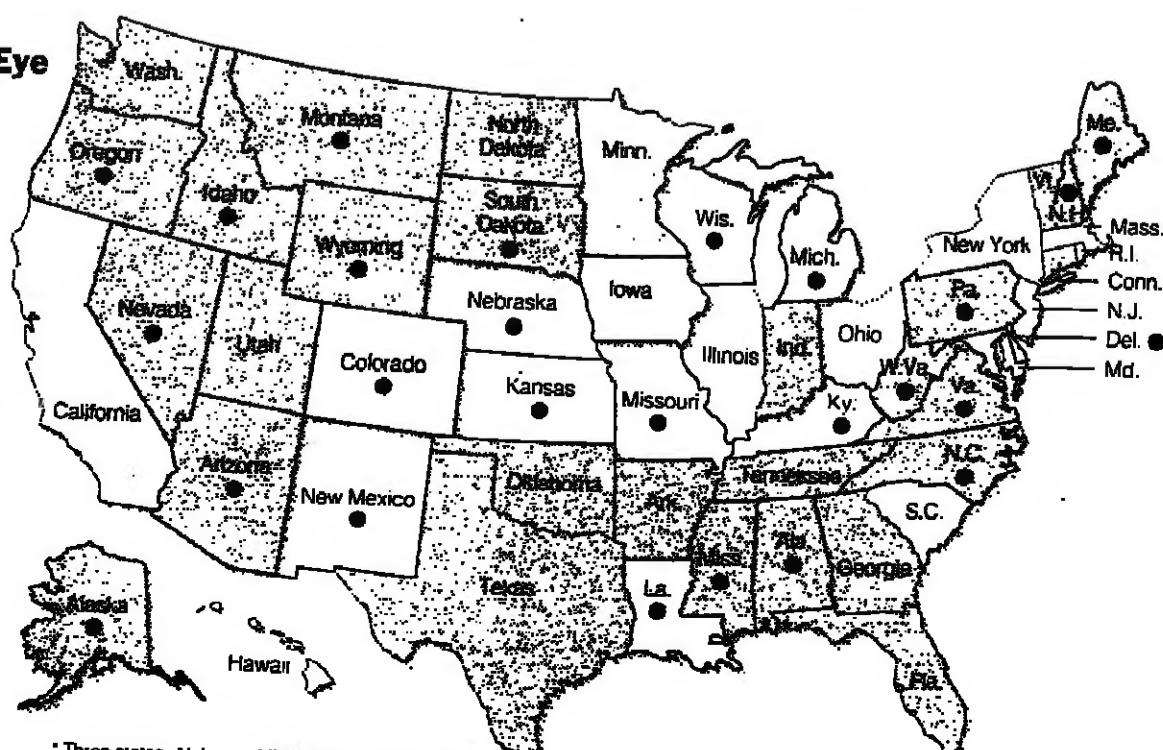 Eye
Wash.
Montana
North
Dakota
Minn.
Me.
Oregon
Idaho
South
Dakota
Wis.
Mich.
Vt.
N.H.
Mass.
Wyoming
New York
R.I.
Conn.
Nebraska
Iowa
Pa.
N.J.
Nevada
Utah
Ohio
Del.
Illinois
Ind.
Md.
Colorado
Kansas
Missouri
W.Va.
Va.
California
Ky.
Arizona
Oklahoma
Tennessee
N.C.
New Mexico
Ark.
S.C.
Texas
Miss.
Ala.
Georgia
La.
Alaska
Hawaii
Fla.